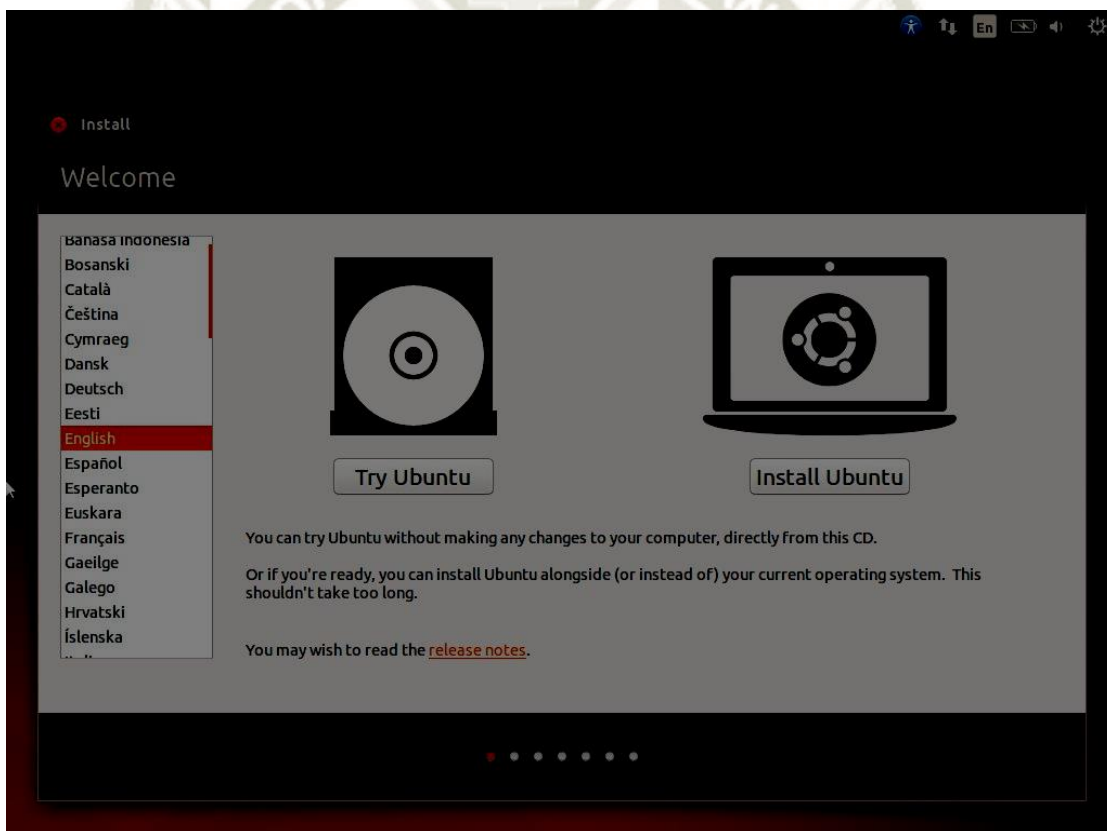 En
Install
Welcome
Bahasa Indonesia
Bosanski
Català
Čeština
Cymraeg
Dansk
Deutsch
Eesti
English
Español
Esperanto
Euskara
Français
Gaeilge
Galego
Hrvatski
Íslenska
Try Ubuntu
Install Ubuntu
You can try Ubuntu without making any changes to your computer, directly from this CD.
Or if you're ready, you can install Ubuntu alongside (or instead of) your current operating system. This
shouldn't take too long.
You may wish to read the release notes.